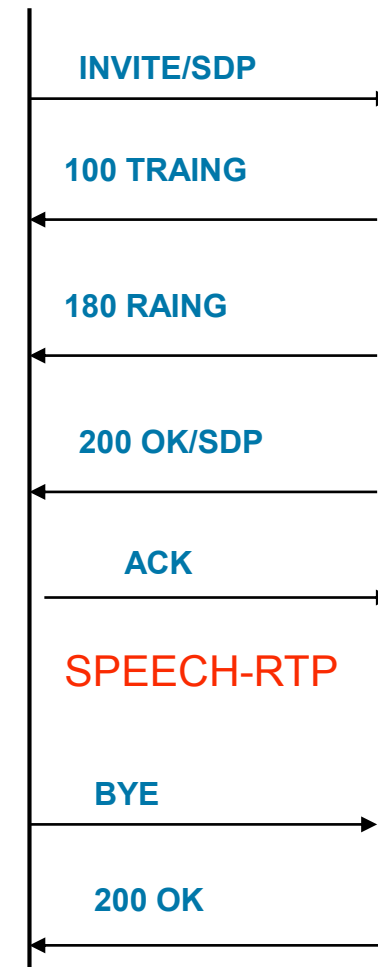 INVITE/SDP
100 TRAING
180 RAING
200 OK/SDP
ACK
SPEECH-RTP
BYE
200 OK